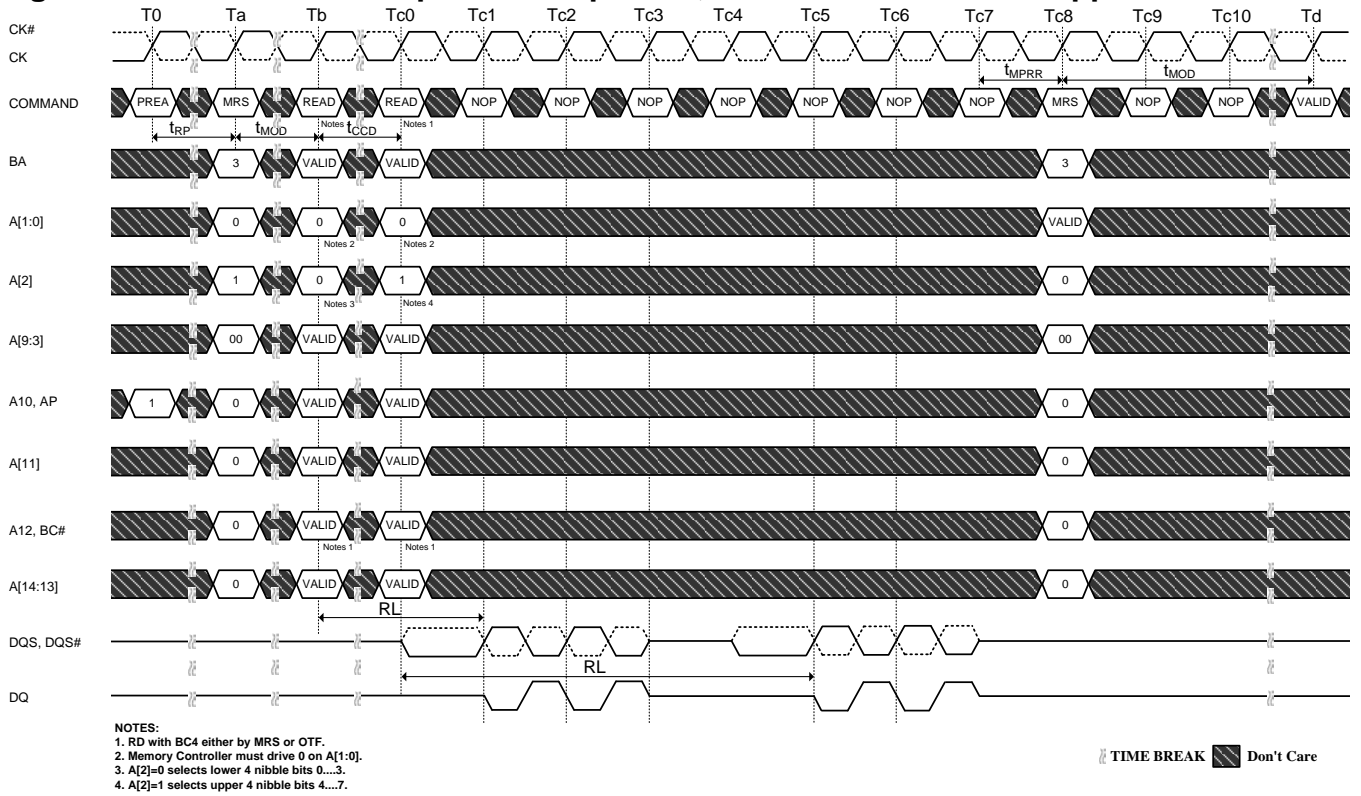 T0 Ta Tb Tc0 Tc1 Tc2 Tc3 Tc4 Tc5 Tc6 Tc7 Tc8 Tc9 Tc10 Td
CK#
CK
tMPRR tMOD
COMMAND PREA MRS READ READ NOP NOP NOP NOP NOP NOP NOP MRS NOP NOP VALID
Notes 1 Notes 1
tRP tMOD tCCD
BA 3 VALID VALID 3
A[1:0] 0 0 0 VALID
Notes 2 Notes 2
A[2] 1 0 1 0
Notes 3 Notes 4
A[9:3] 00 VALID VALID 00
A10, AP 1 0 VALID VALID 0
A[11] 0 VALID VALID 0
A12, BC# 0 VALID VALID 0
Notes 1 Notes 1
A[14:13] 0 VALID VALID 0
RL
DQS, DQS#
RL
DQ
NOTES:
1. RD with BC4 either by MRS or OTF.
2. Memory Controller must drive 0 on A[1:0].
3. A[2]=0 selects lower 4 nibble bits 0....3.
4. A[2]=1 selects upper 4 nibble bits 4....7.
TIME BREAK Don't Care